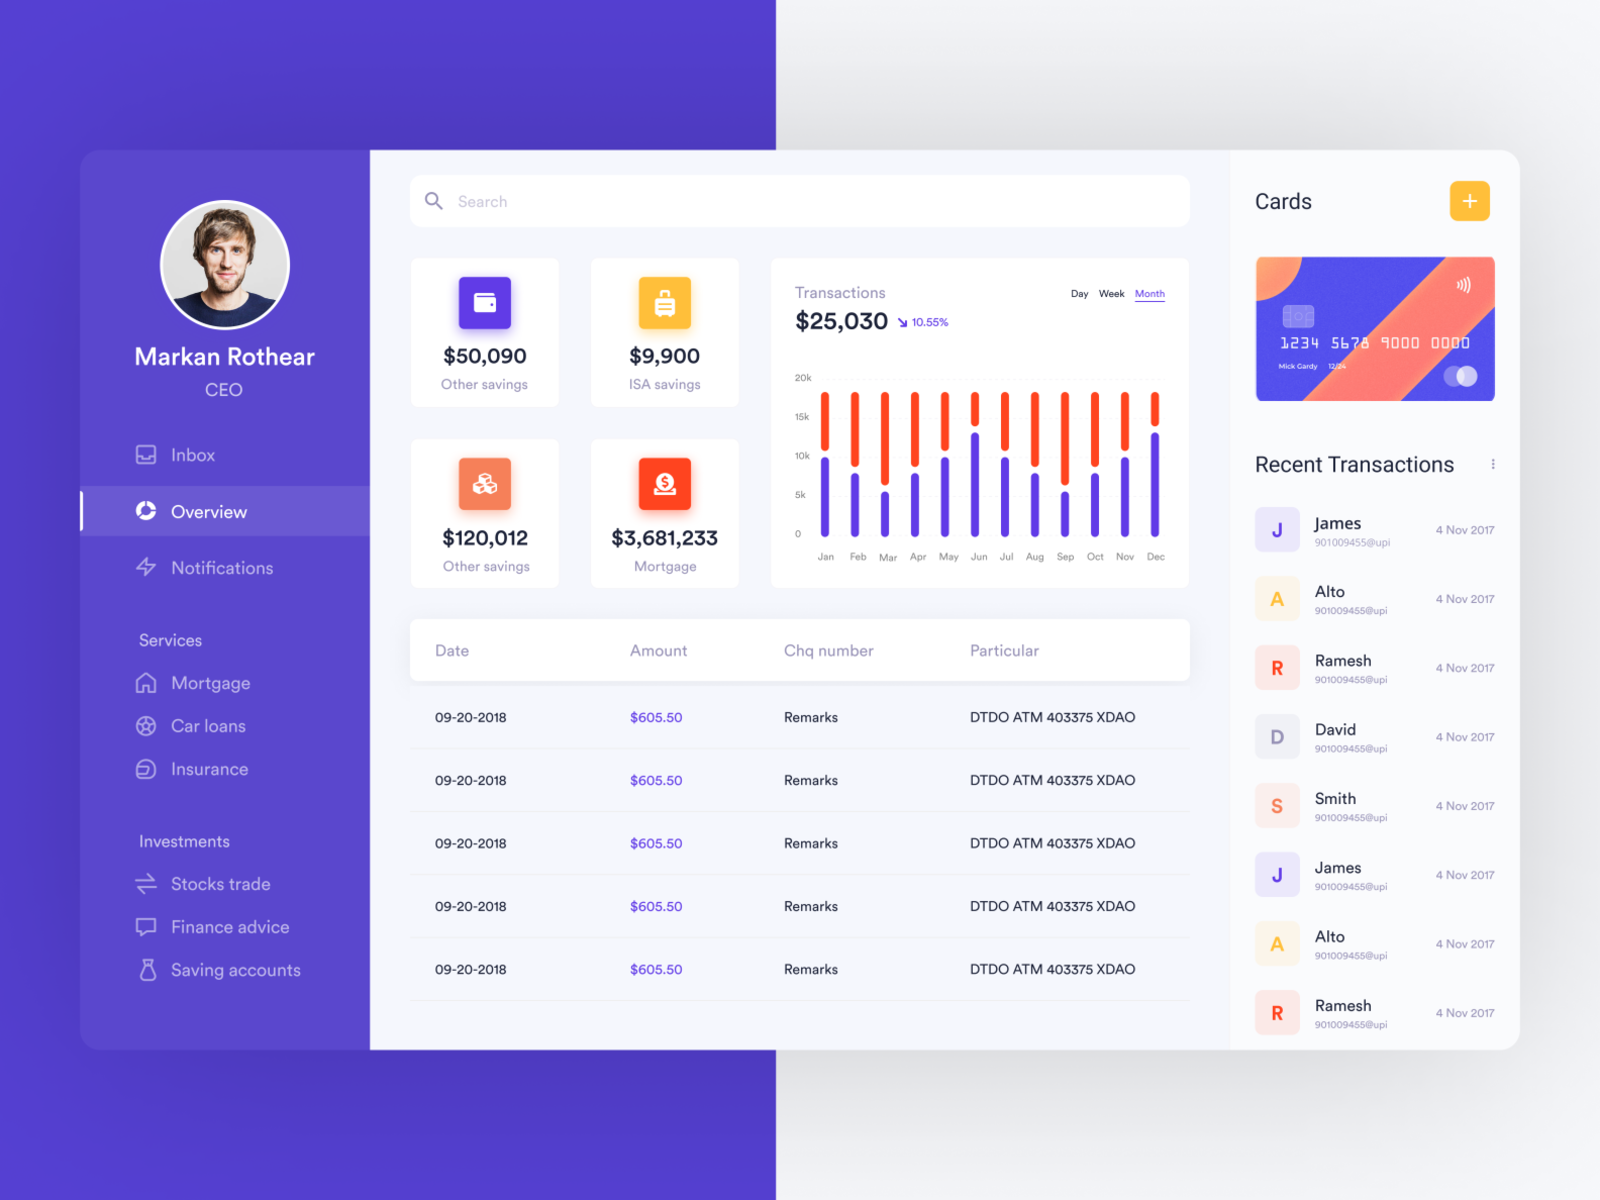 Markan Rothear
CEO
Inbox
Overview
Notifications
Services
Mortgage
Car loans
Insurance
Investments
Stocks trade
Finance advice
Saving accounts
Search
$50,090
Other savings
$9,900
ISA savings
$120,012
Other savings
$3,681,233
Mortgage
Transactions
Day Week Month
$25,030 10.55%
20k
15k
10k
5k
0
Jan Feb Mar Apr May Jun Jul Aug Sep Oct Nov Dec
Date Amount Chq number Particular
09-20-2018 $605.50 Remarks DTDO ATM 403375 XDAO
09-20-2018 $605.50 Remarks DTDO ATM 403375 XDAO
09-20-2018 $605.50 Remarks DTDO ATM 403375 XDAO
09-20-2018 $605.50 Remarks DTDO ATM 403375 XDAO
09-20-2018 $605.50 Remarks DTDO ATM 403375 XDAO
Cards
+
1234 5678 9000 0000
Mick Gardy 12/24
Recent Transactions
J James 4 Nov 2017
901009455@upi
A Alto 4 Nov 2017
901009455@upi
R Ramesh 4 Nov 2017
901009455@upi
D David 4 Nov 2017
901009455@upi
S Smith 4 Nov 2017
901009455@upi
J James 4 Nov 2017
901009455@upi
A Alto 4 Nov 2017
901009455@upi
R Ramesh 4 Nov 2017
901009455@upi